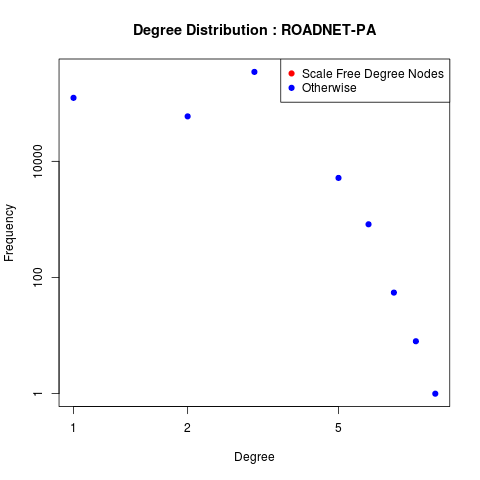 Degree Distribution : ROADNET-PA
Scale Free Degree Nodes
Otherwise
10000
100
1
Frequency
1 2 5
Degree